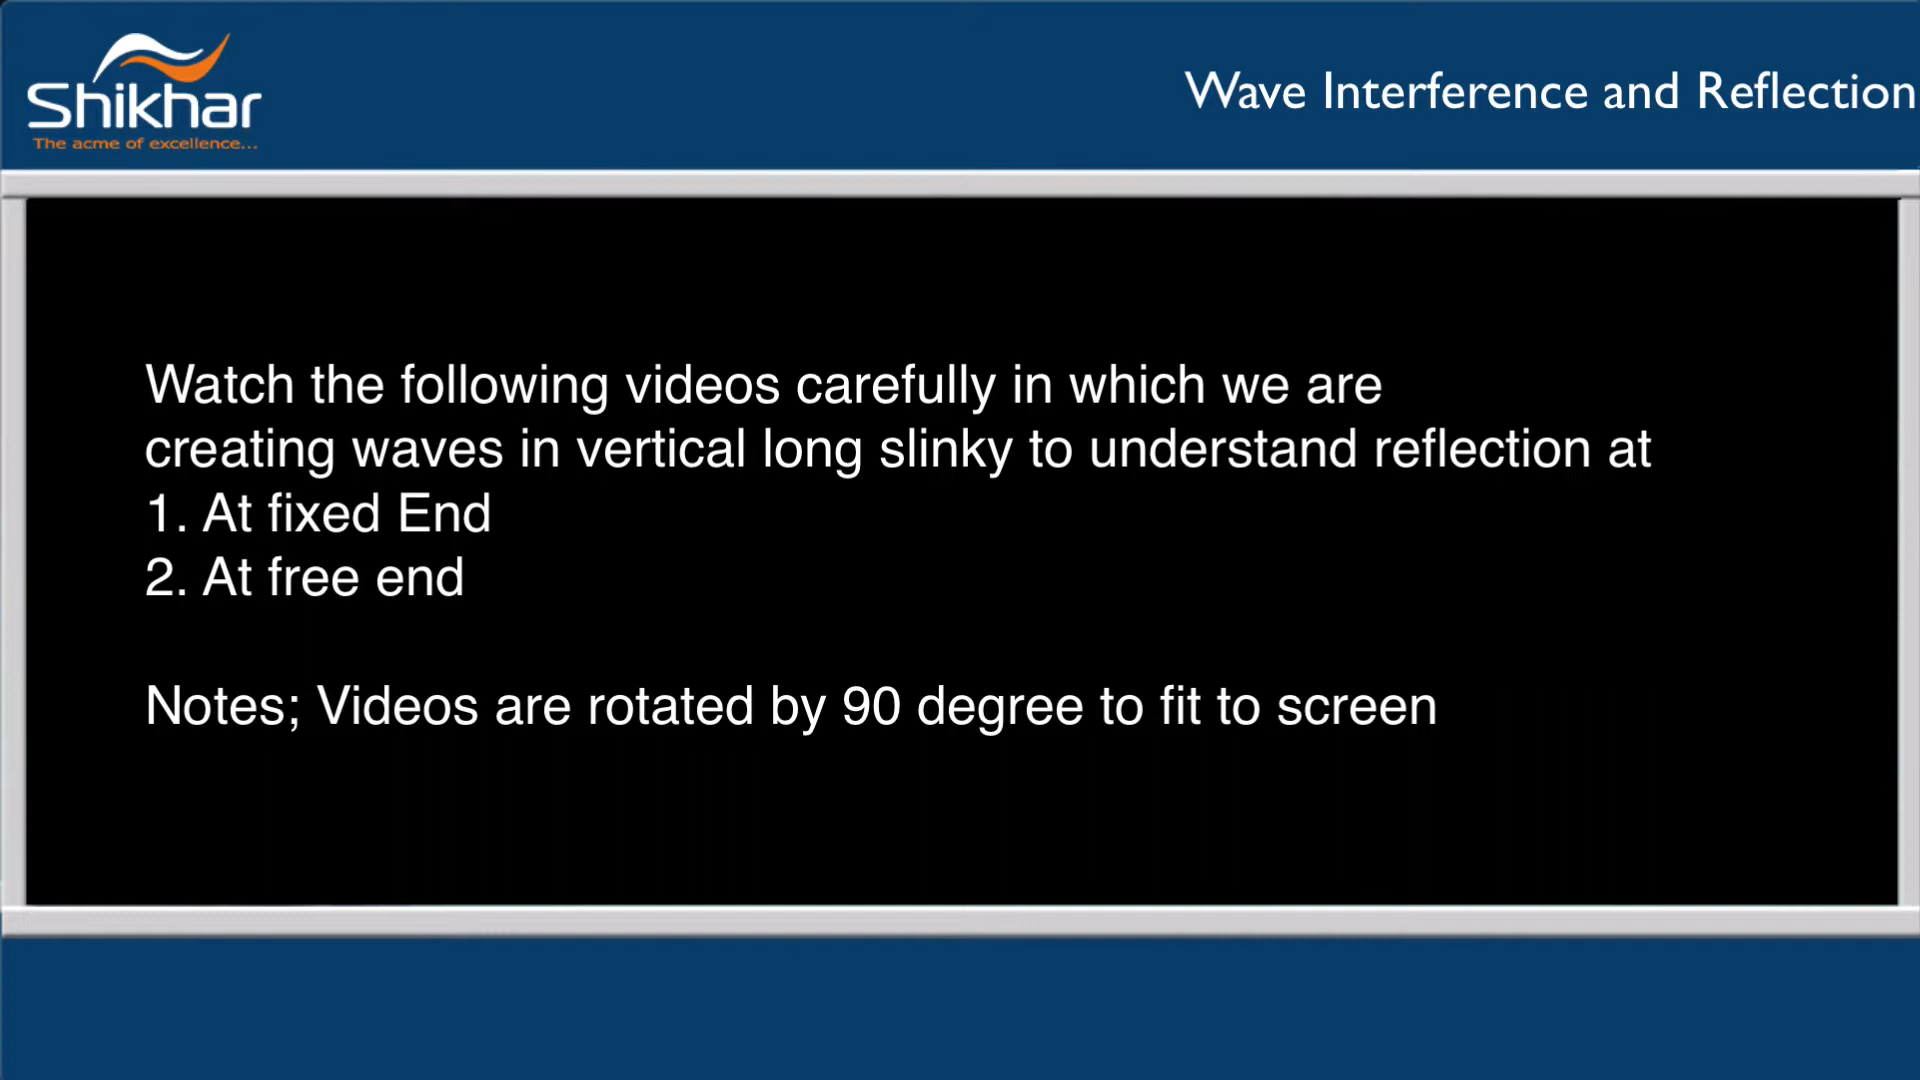 Shikhar
The acme of excellence...
Wave Interference and Reflection
Watch the following videos carefully in which we are
creating waves in vertical long slinky to understand reflection at
1. At fixed End
2. At free end
Notes; Videos are rotated by 90 degree to fit to screen